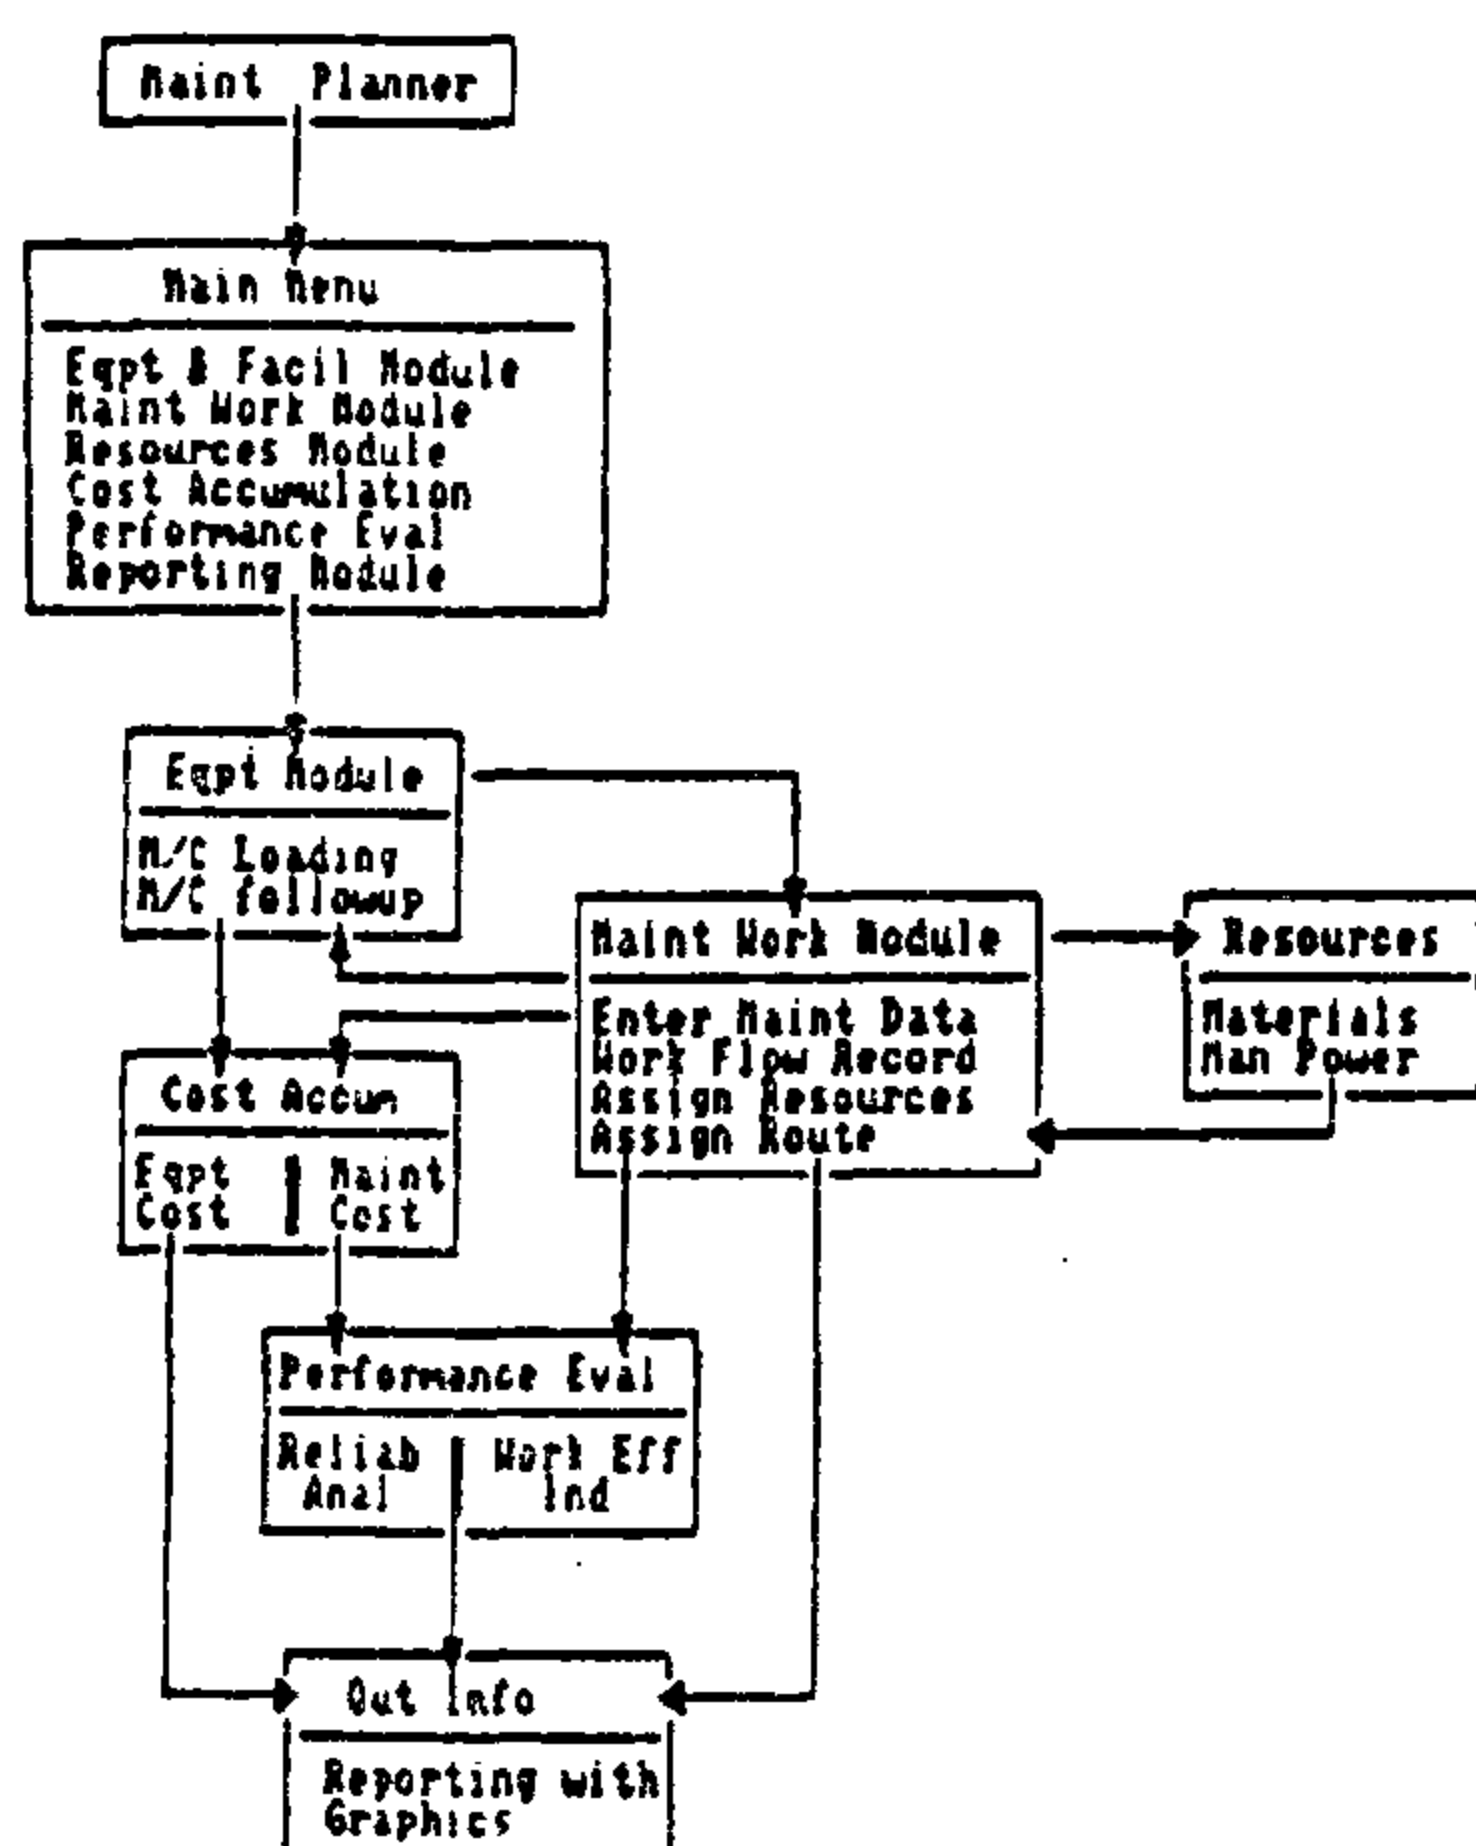 Maint Planner
Main Menu
Eqpt & Facil Module
Maint Work Module
Resources Module
Cost Accumulation
Performance Eval
Reporting Module
Eqpt Module
M/C Loading
M/C followup
Maint Work Module
Enter Maint Data
Work Flow Record
Assign Resources
Assign Route
Resources
Materials
Man Power
Cost Accum
Eqpt
Cost
Maint
Cost
Performance Eval
Reliab
Anal
Work Eff
Ind
Out Info
Reporting with
Graphics